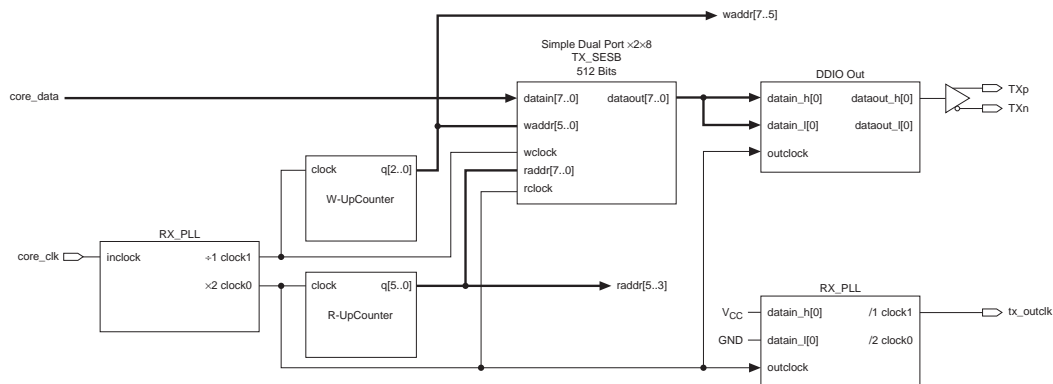 waddr[7..5]
Simple Dual Port ×2×8
TX_SESB
512 Bits
DDIO Out
core_data
datain[7..0] dataout[7..0]
waddr[5..0]
wclock
raddr[7..0]
rclock
datain_h[0] dataout_h[0]
datain_l[0] dataout_l[0]
outclock
TXp
TXn
clock q[2..0]
W-UpCounter
RX_PLL
core_clk
inclock ÷1 clock1
×2 clock0
clock q[5..0]
R-UpCounter
raddr[5..3]
RX_PLL
VCC datain_h[0] /1 clock1
tx_outclk
GND datain_l[0] /2 clock0
outclock